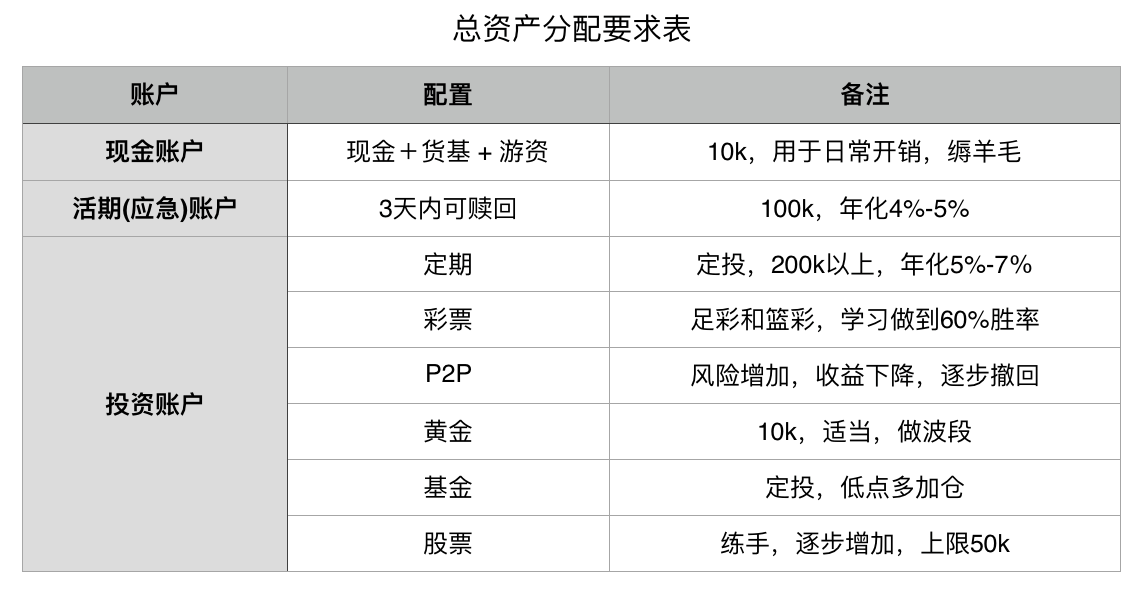 总资产分配要求表
账户 配置 备注
现金账户 现金＋货基 + 游资 10k，用于日常开销，缛羊毛
活期(应急)账户 3天内可赎回 100k，年化4%-5%
投资账户
定期 定投，200k以上，年化5%-7%
彩票 足彩和篮彩，学习做到60%胜率
P2P 风险增加，收益下降，逐步撤回
黄金 10k，适当，做波段
基金 定投，低点多加仓
股票 练手，逐步增加，上限50k